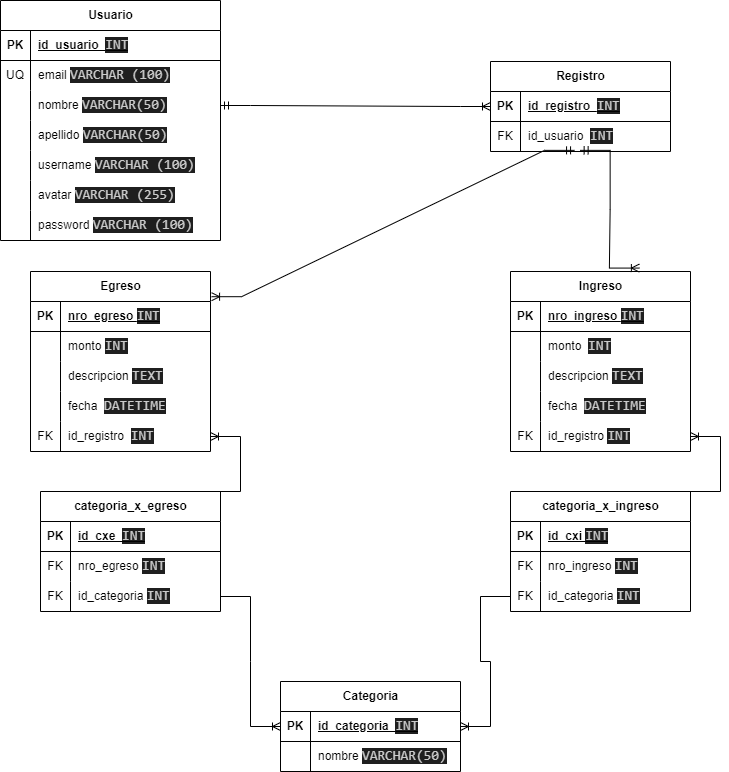 Usuario
PK id_usuario INT
UQ email VARCHAR (100)
nombre VARCHAR(50)
apellido VARCHAR(50)
username VARCHAR (100)
avatar VARCHAR (255)
password VARCHAR (100)
Registro
PK id_registro INT
FK id_usuario INT
Egreso
PK nro_egreso INT
monto INT
descripcion TEXT
fecha DATETIME
FK id_registro INT
Ingreso
PK nro_ingreso INT
monto INT
descripcion TEXT
fecha DATETIME
FK id_registro INT
categoria_x_egreso
PK id_cxe INT
FK nro_egreso INT
FK id_categoria INT
categoria_x_ingreso
PK id_cxi INT
FK nro_ingreso INT
FK id_categoria INT
Categoria
PK id_categoria INT
nombre VARCHAR(50)